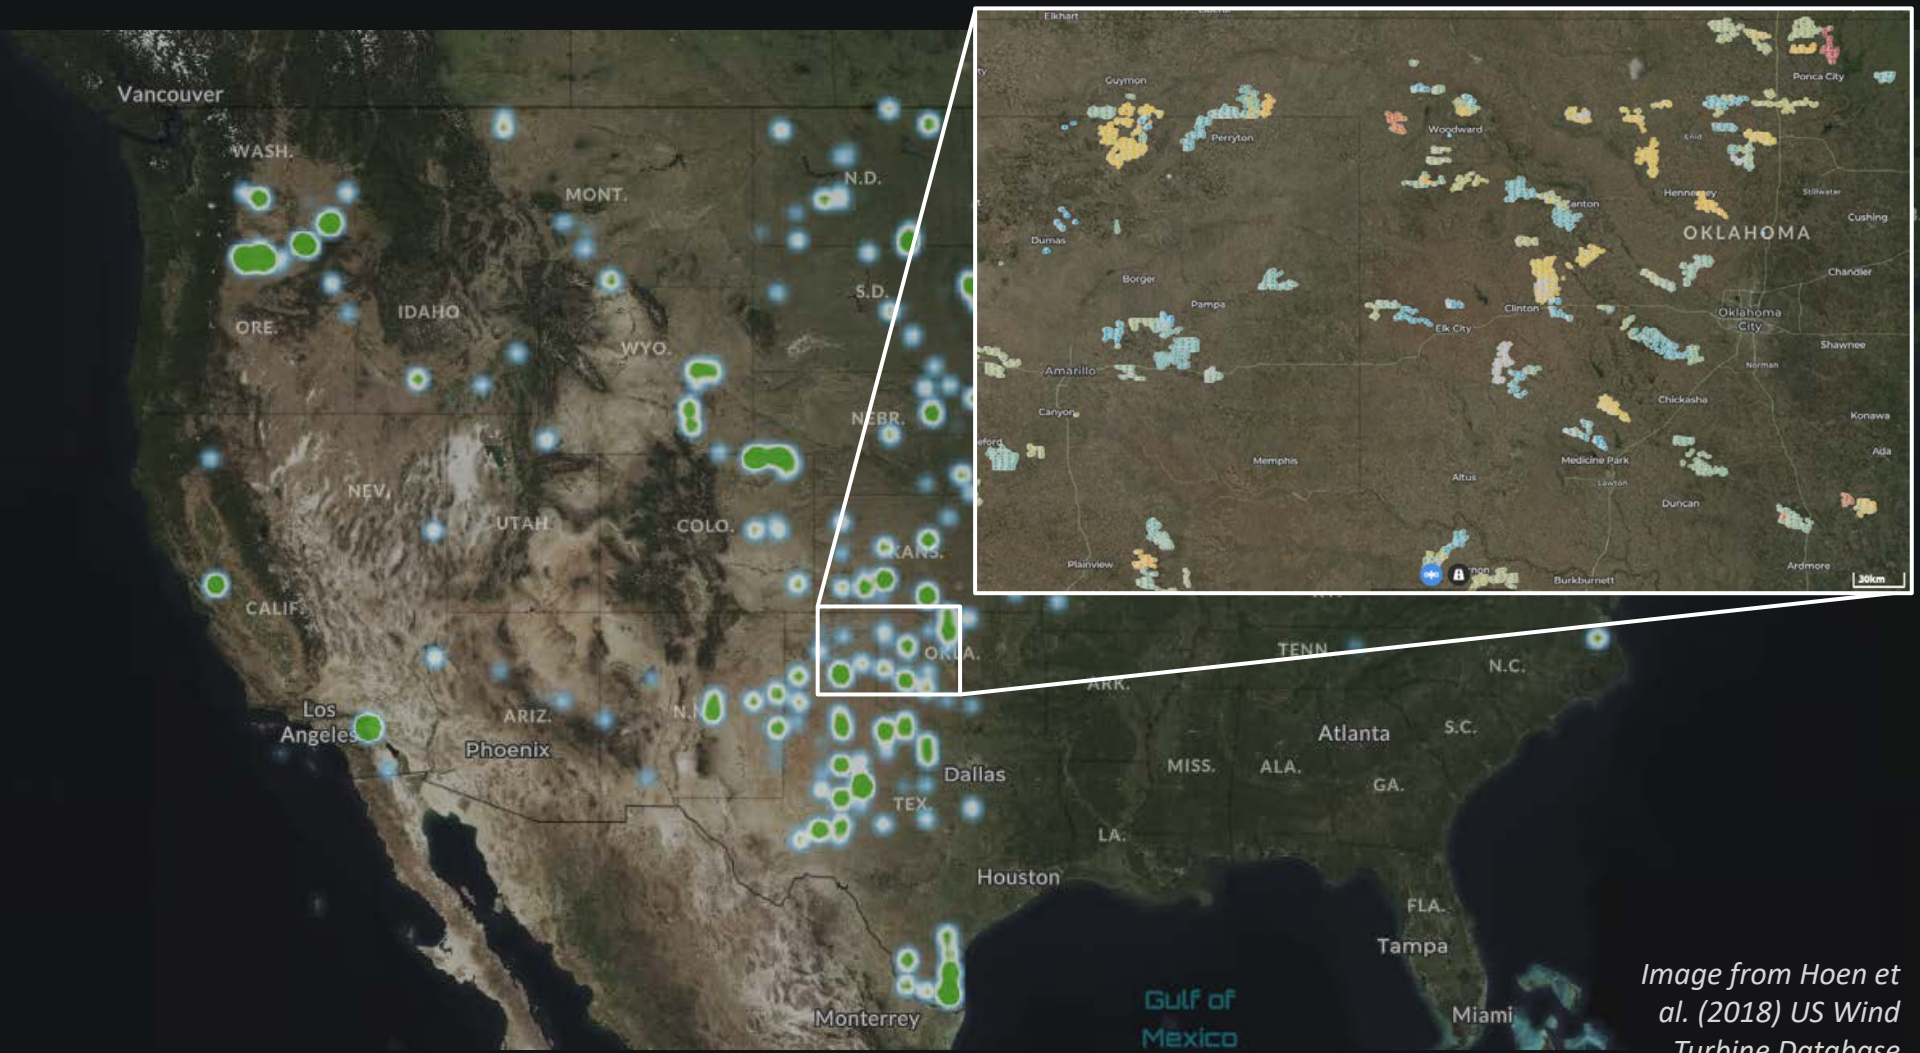 Vancouver
WASH.
MONT.
N.D.
ORE.
IDAHO
S.D.
WYO.
NEBR.
NEV.
UTAH
COLO.
KANS.
CALIF.
OKLA.
TENN.
N.C.
ARK.
Los
Angeles
ARIZ.
Phoenix
Atlanta
S.C.
MISS.
ALA.
GA.
Dallas
TEX.
LA.
Houston
FLA.
Tampa
Miami
Monterrey
Gulf of
Mexico
Elkhart
Guymon
Ponca City
Perryton
Woodward
Enid
Hennessey
Stillwater
Cushing
Dumas
OKLAHOMA
Borger
Chandler
Pampa
Clinton
Elk City
Oklahoma
City
Shawnee
Amarillo
Norman
Canyon
Chickasha
Konawa
Memphis
Medicine Park
Ada
Altus
Lawton
Duncan
Plainview
Burkburnett
Ardmore
30km
Image from Hoen et
al. (2018) US Wind
Turbine Database